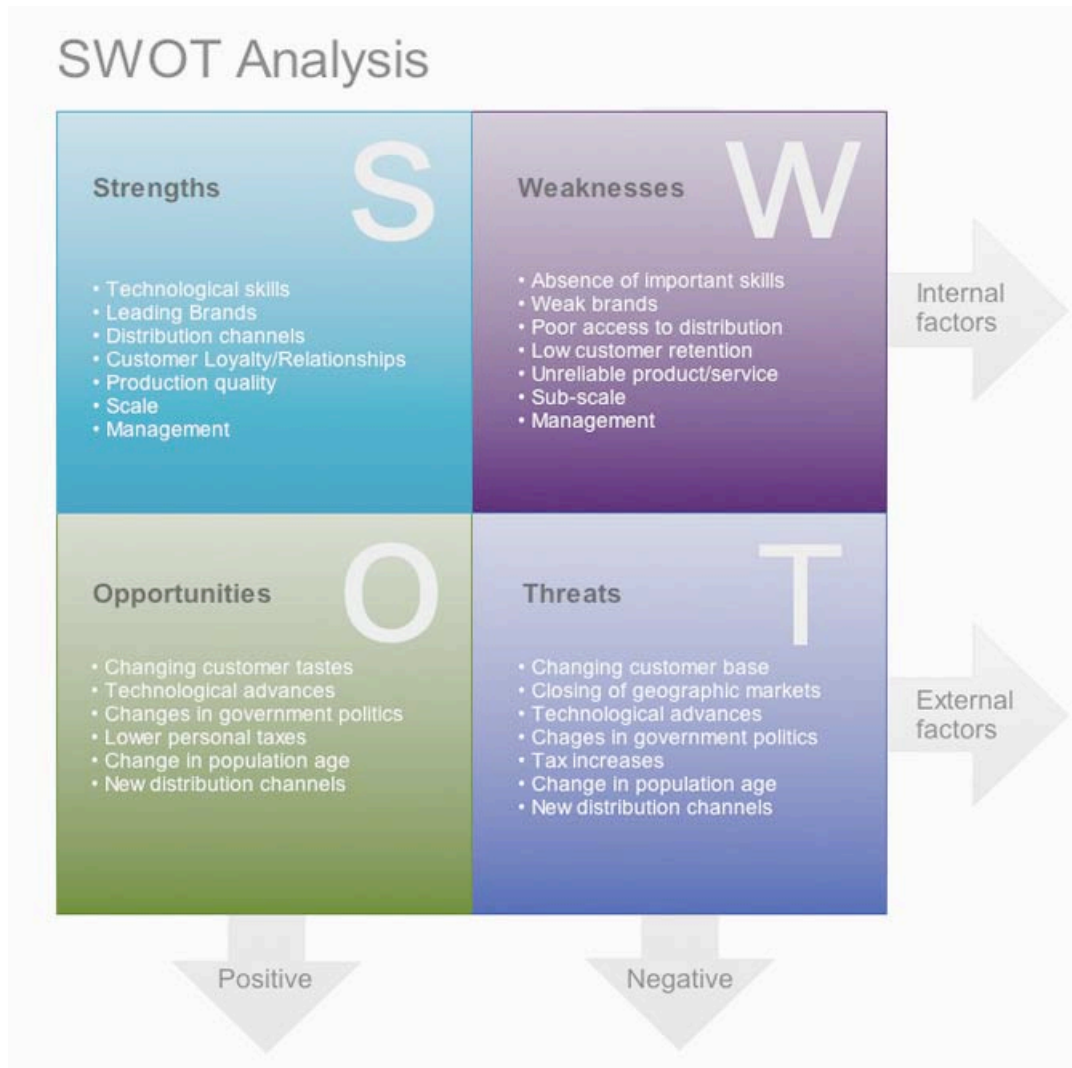 SWOT Analysis
Strengths
S
• Technological skills
• Leading Brands
• Distribution channels
• Customer Loyalty/Relationships
• Production quality
• Scale
• Management
Weaknesses
W
• Absence of important skills
• Weak brands
• Poor access to distribution
• Low customer retention
• Unreliable product/service
• Sub-scale
• Management
Internal
factors
Opportunities
O
• Changing customer tastes
• Technological advances
• Changes in government politics
• Lower personal taxes
• Change in population age
• New distribution channels
Threats
T
• Changing customer base
• Closing of geographic markets
• Technological advances
• Chages in government politics
• Tax increases
• Change in population age
• New distribution channels
External
factors
Positive
Negative